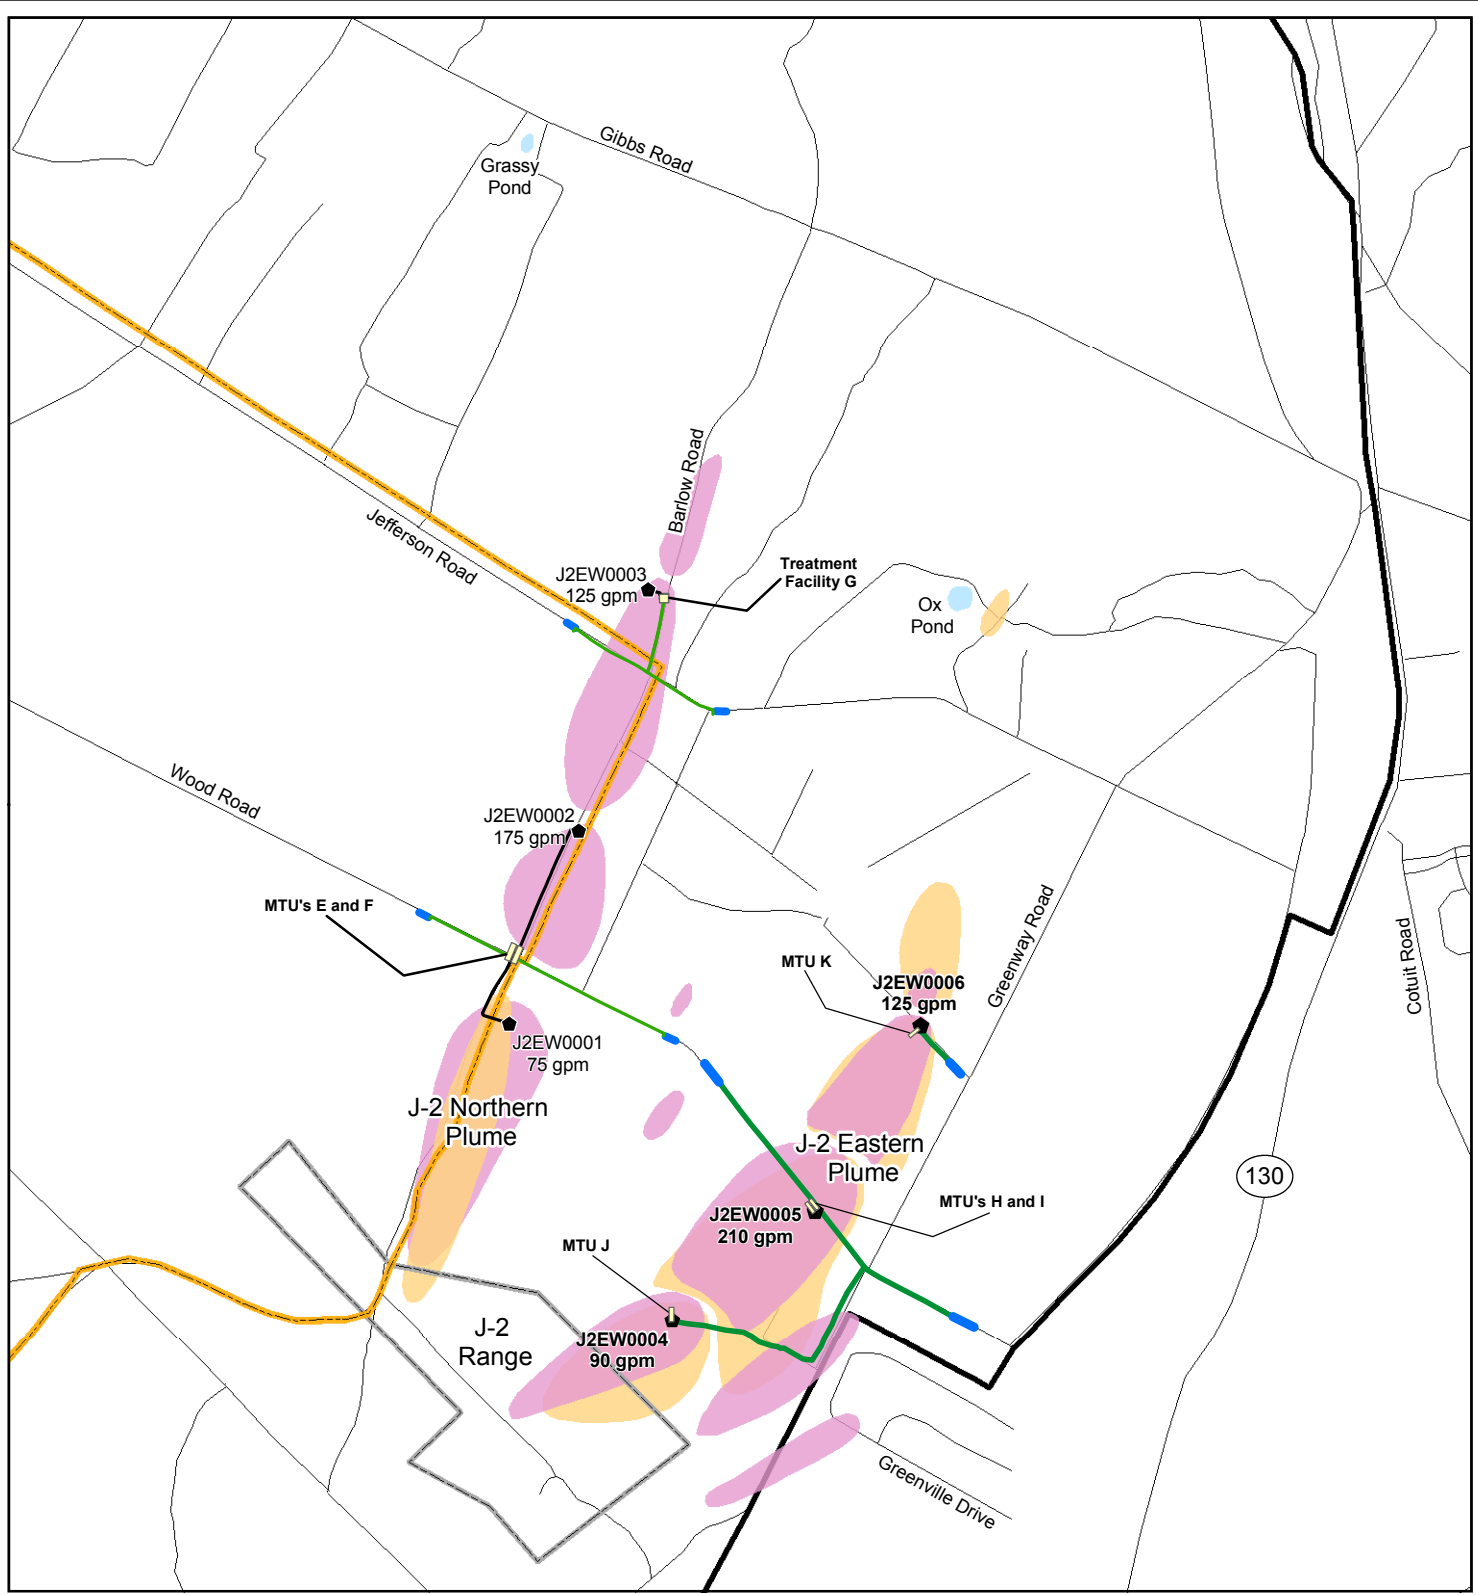 Gibbs Road
Grassy
Pond
Barlow Road
Jefferson Road
J2EW0003
125 gpm
Treatment
Facility G
Ox
Pond
Wood Road
J2EW0002
175 gpm
MTU's E and F
Greenway Road
Cotuit Road
MTU K
J2EW0006
125 gpm
J2EW0001
75 gpm
J-2 Northern
Plume
J-2 Eastern
Plume
130
MTU's H and I
J2EW0005
210 gpm
MTU J
J-2
Range
J2EW0004
90 gpm
Greenville Drive